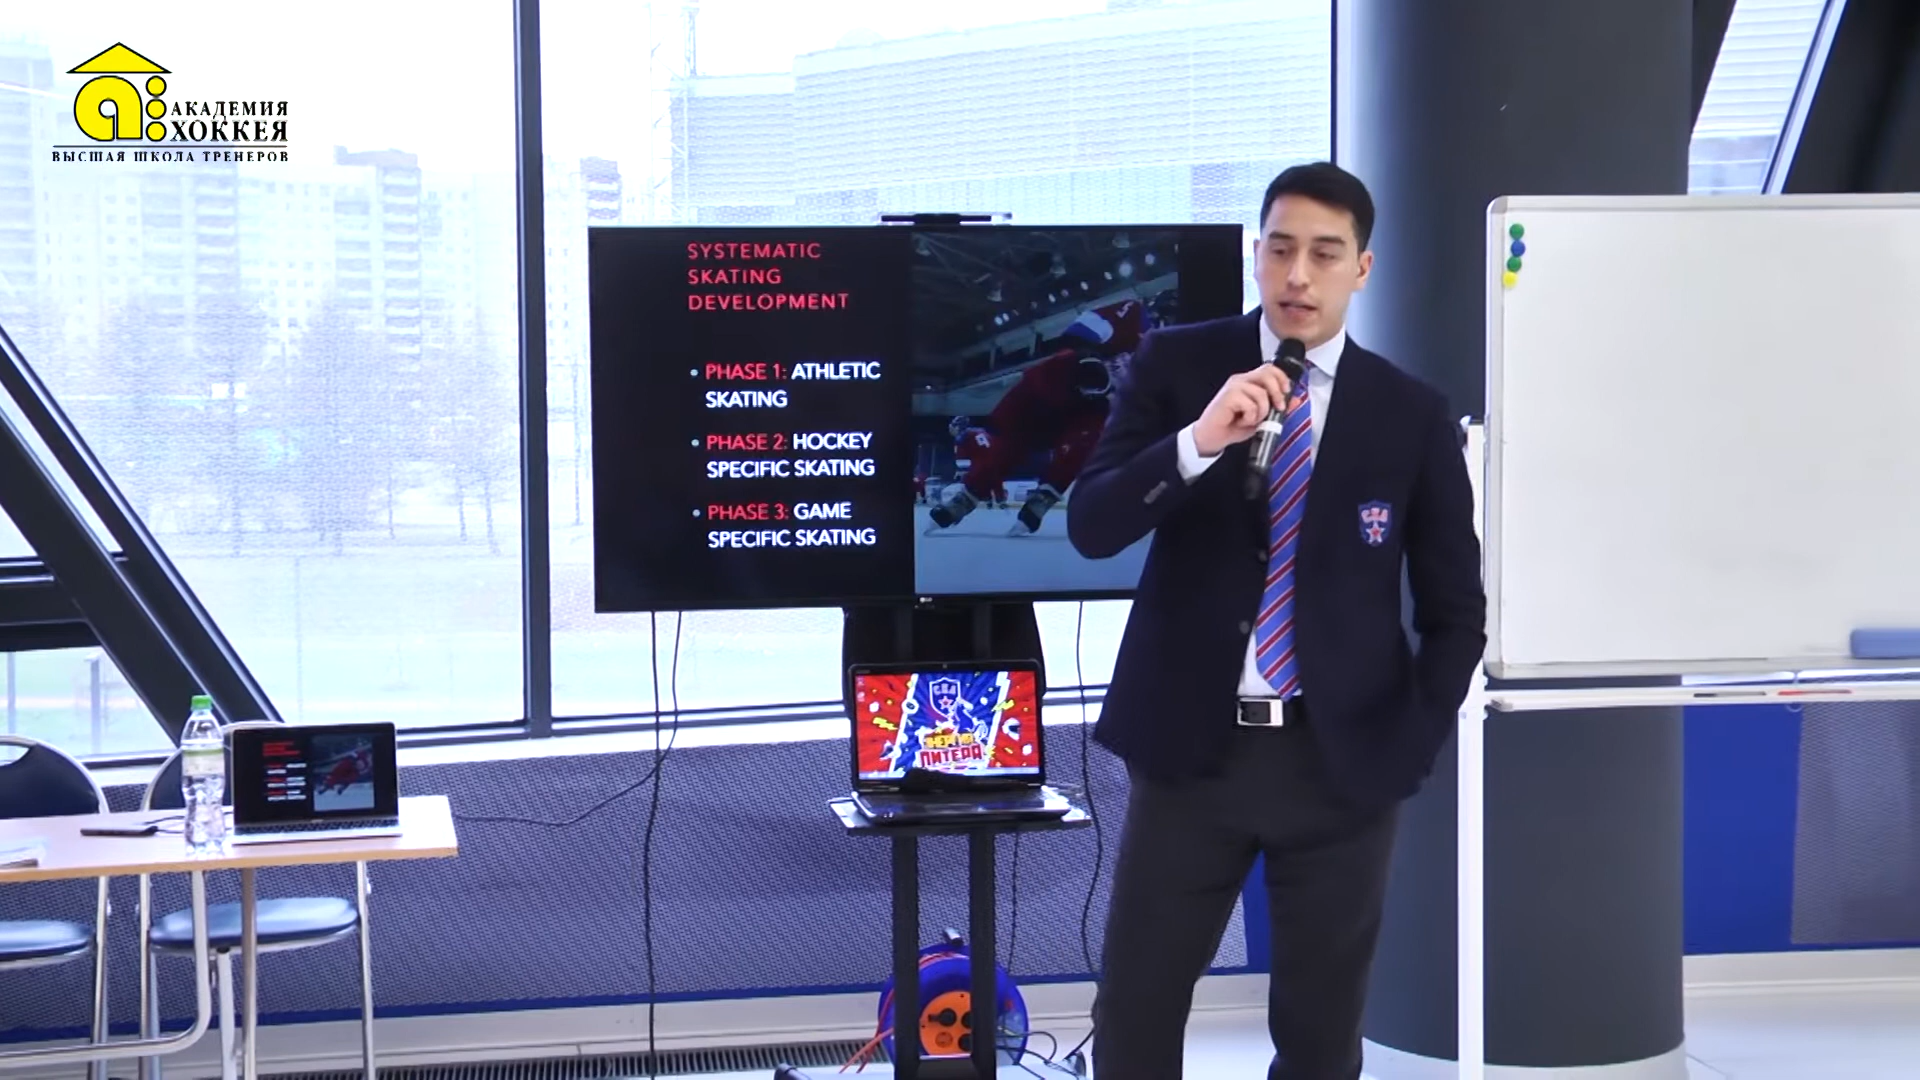 АКАДЕМИЯ
ХОККЕЯ
ВЫСШАЯ ШКОЛА ТРЕНЕРОВ
SYSTEMATIC
SKATING
DEVELOPMENT
• PHASE 1: ATHLETIC
SKATING
• PHASE 2: HOCKEY
SPECIFIC SKATING
• PHASE 3: GAME
SPECIFIC SKATING
СКА
СКА
ПИТЕРА